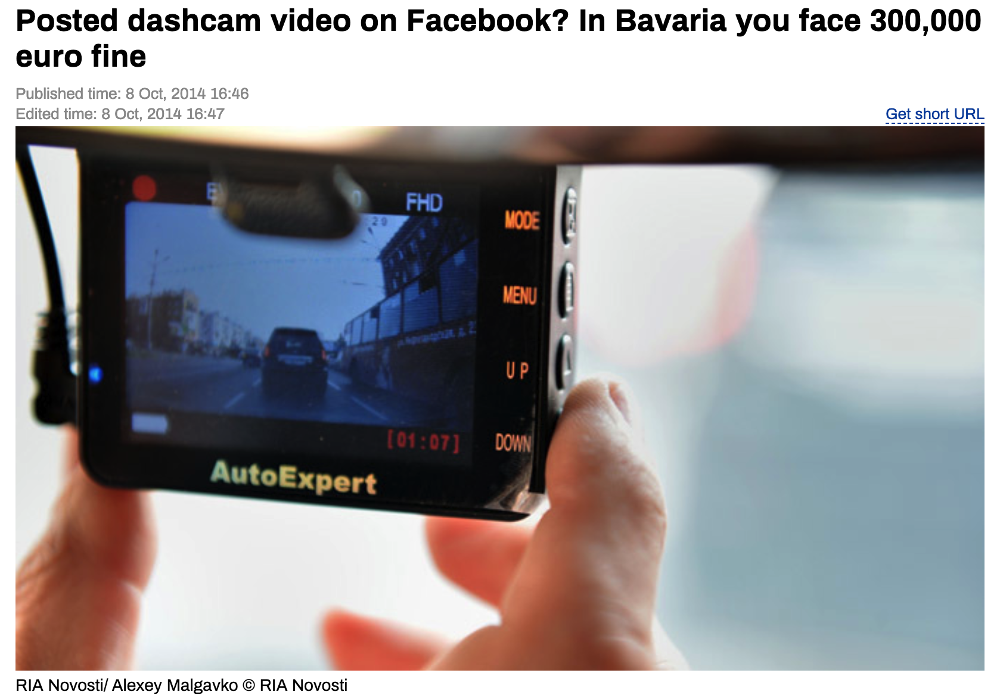 Posted dashcam video on Facebook? In Bavaria you face 300,000
euro fine
Published time: 8 Oct, 2014 16:46
Edited time: 8 Oct, 2014 16:47
Get short URL
FHD
MODE
MENU
UP
DOWN
[01:07]
AutoExpert
RIA Novosti/ Alexey Malgavko © RIA Novosti